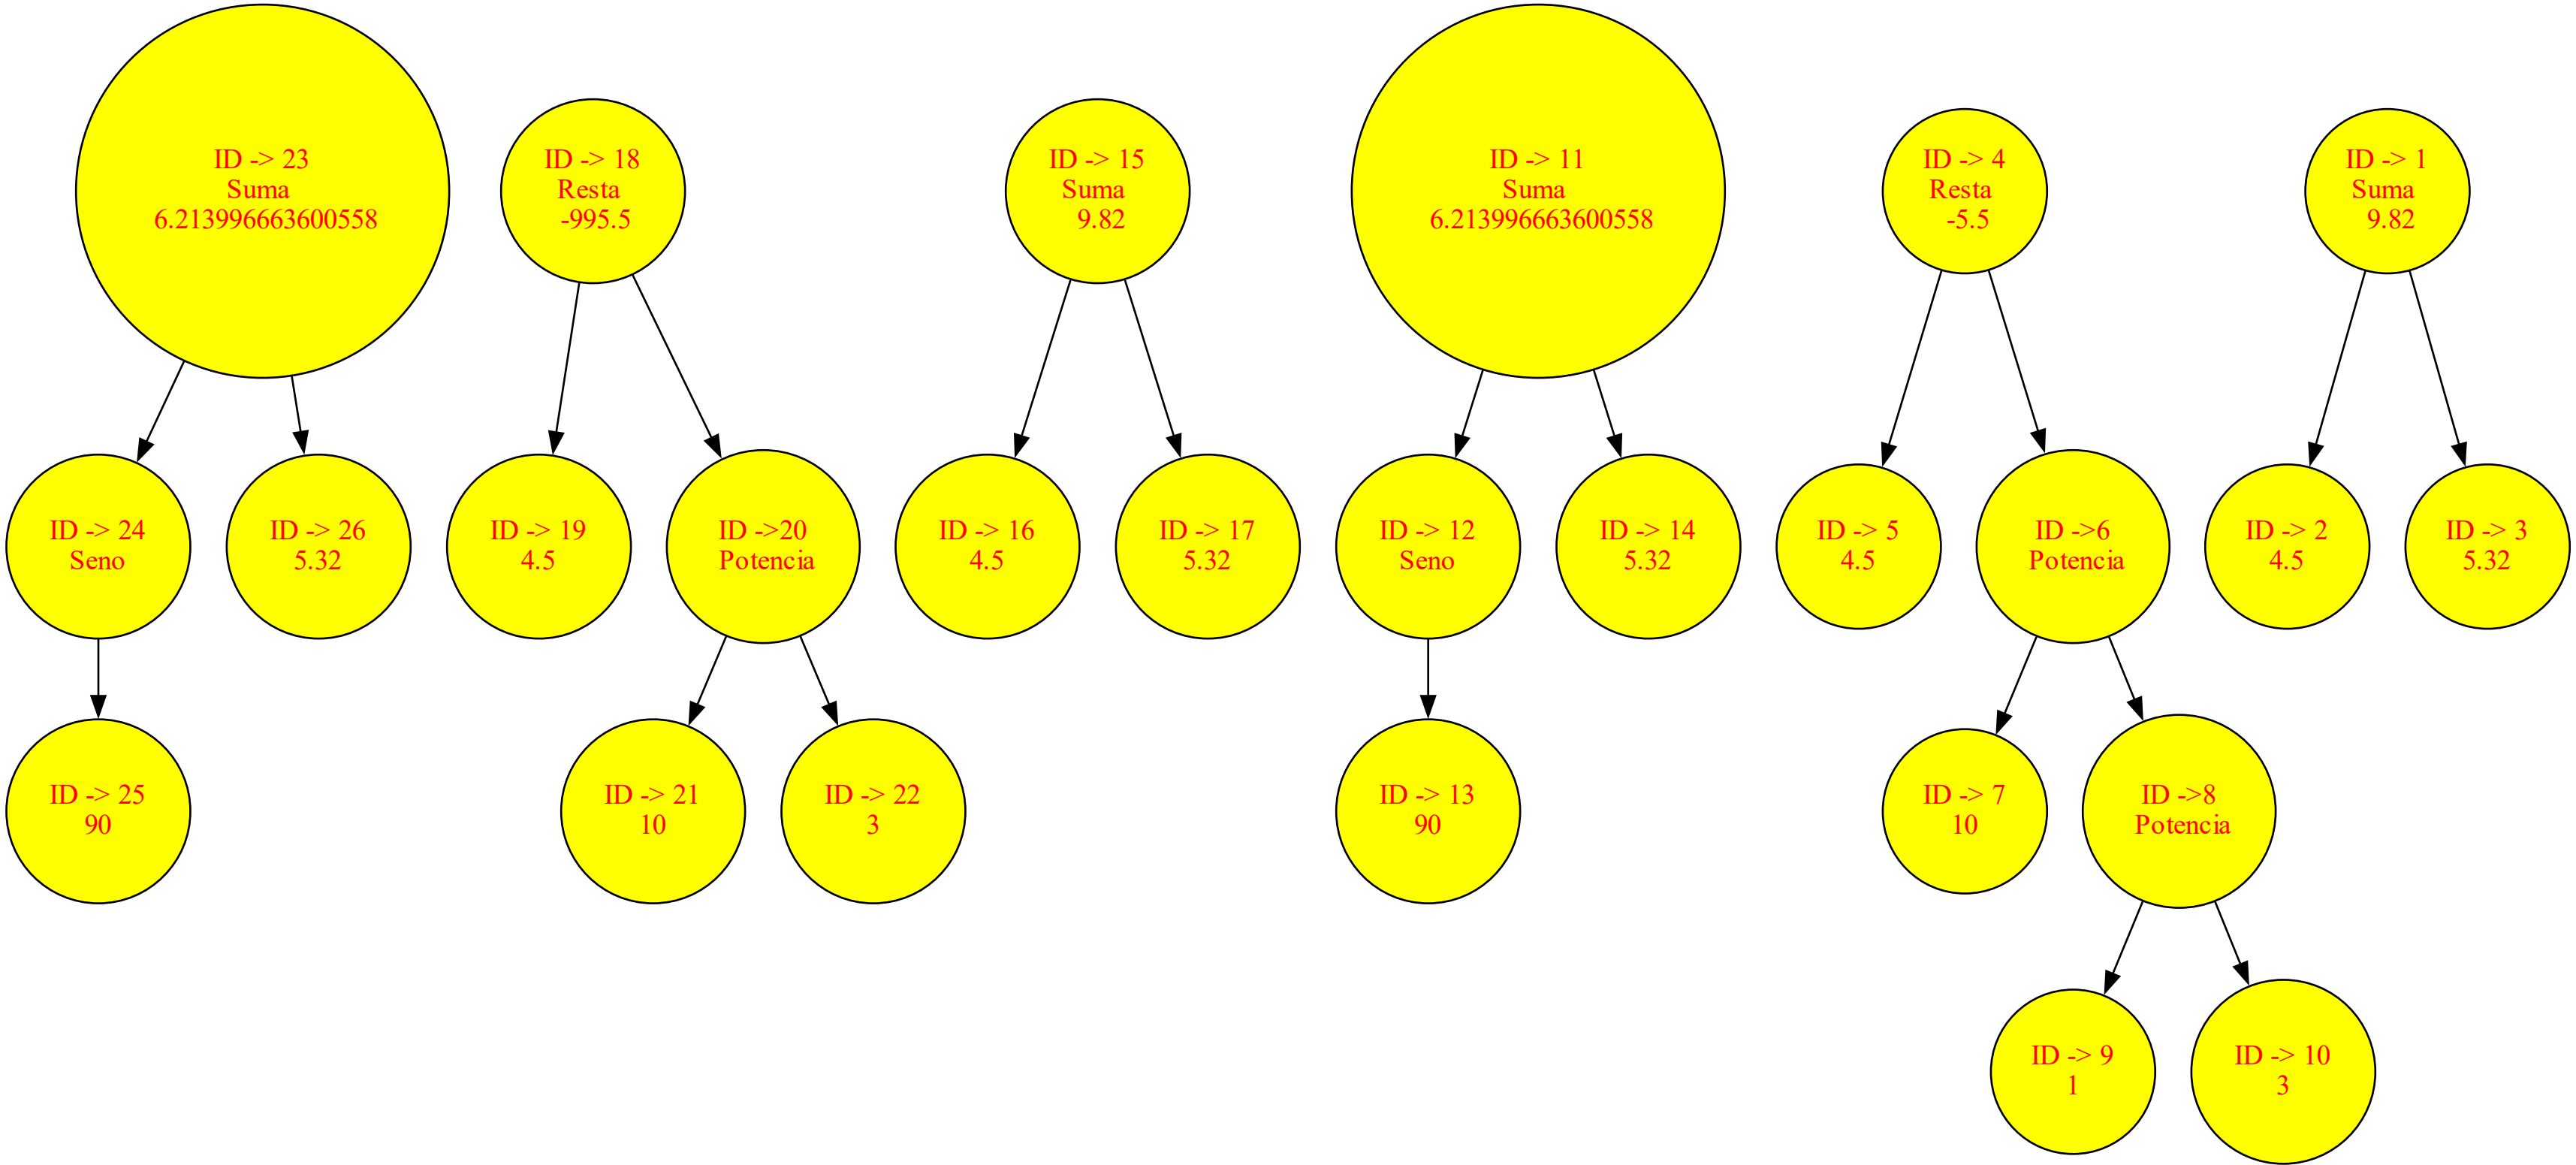 ID -> 23
Suma
6.213996663600558
ID -> 18
Resta
-995.5
ID -> 15
Suma
9.82
ID -> 11
Suma
6.213996663600558
ID -> 4
Resta
-5.5
ID -> 1
Suma
9.82
ID -> 24
Seno
ID -> 26
5.32
ID -> 19
4.5
ID ->20
Potencia
ID -> 16
4.5
ID -> 17
5.32
ID -> 12
Seno
ID -> 14
5.32
ID -> 5
4.5
ID ->6
Potencia
ID -> 2
4.5
ID -> 3
5.32
ID -> 25
90
ID -> 21
10
ID -> 22
3
ID -> 13
90
ID -> 7
10
ID ->8
Potencia
ID -> 9
1
ID -> 10
3